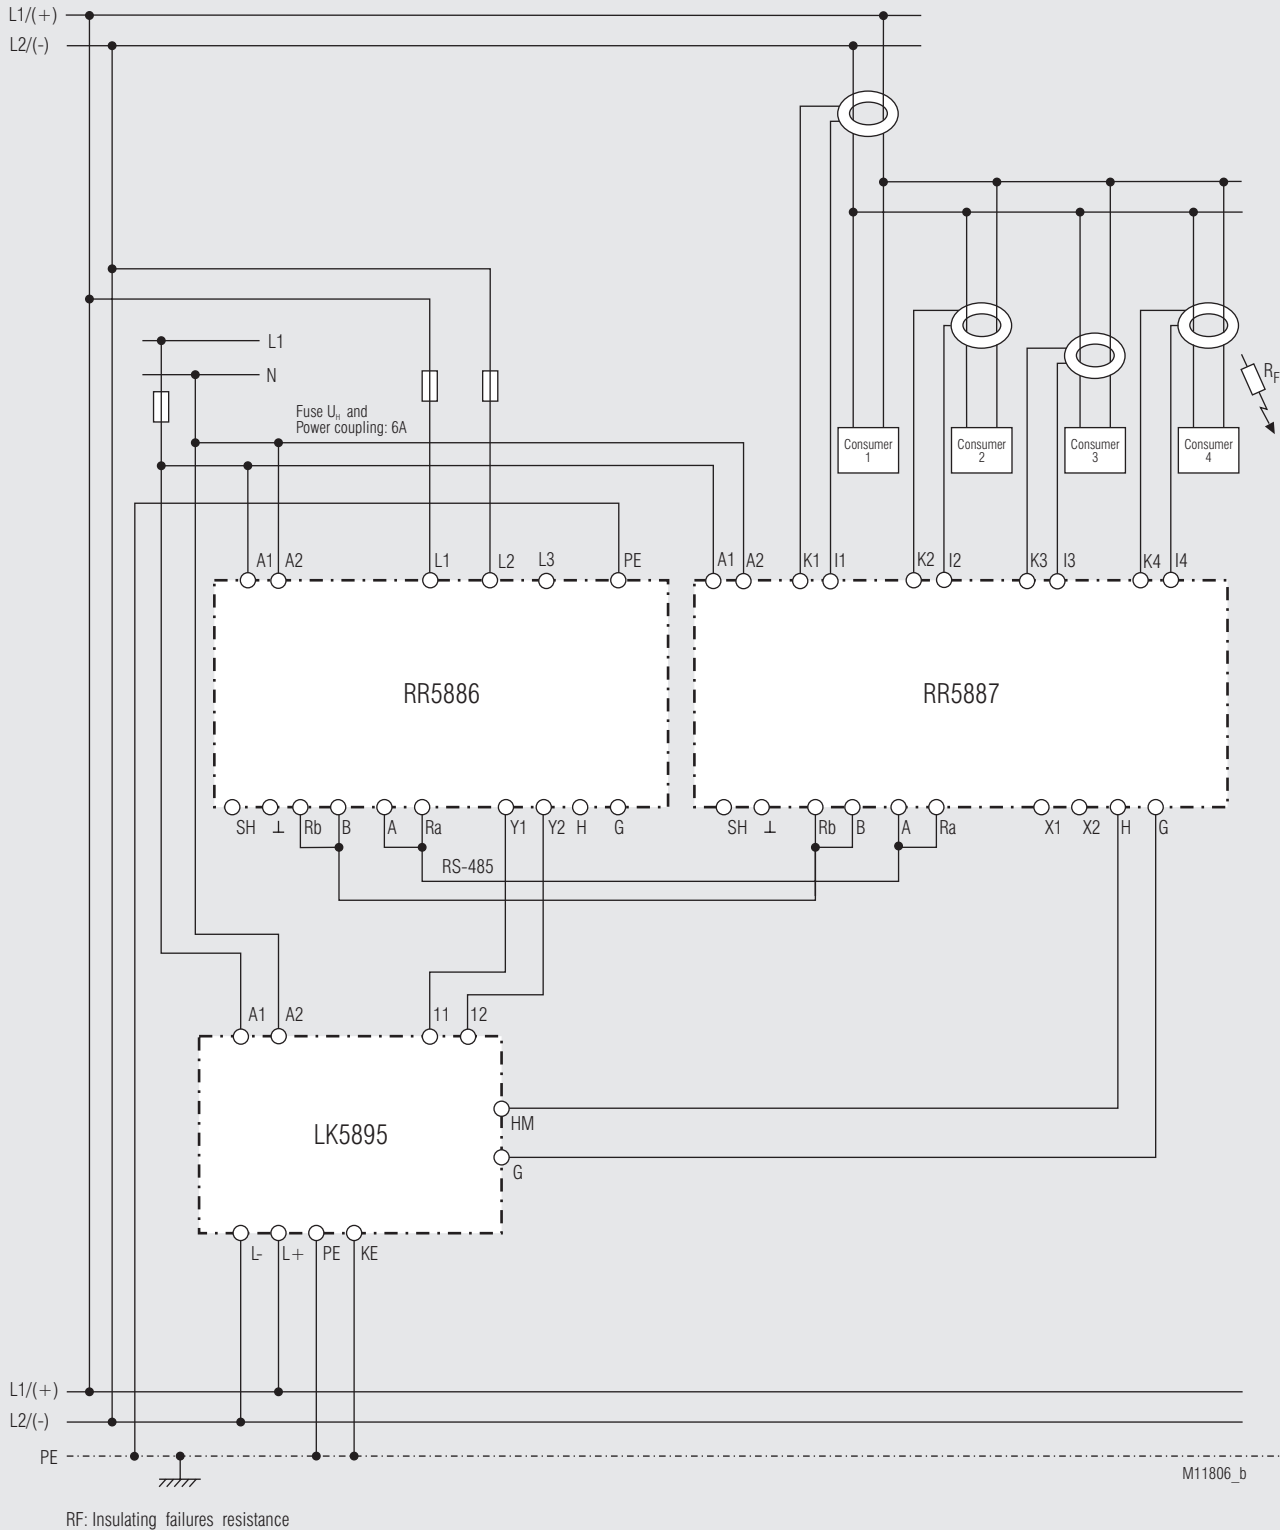 L1/(+)
L2/(-)
L1
N
Fuse U_H and
Power coupling: 6A
R_F
Consumer
1
Consumer
2
Consumer
3
Consumer
4
A1 A2 L1 L2 L3 PE
A1 A2 K1 I1 K2 I2 K3 I3 K4 I4
RR5886
RR5887
SH ⊥ Rb B A Ra Y1 Y2 H G
SH ⊥ Rb B A Ra X1 X2 H G
RS-485
A1 A2 11 12
LK5895
HM
G
L- L+ PE KE
L1/(+)
L2/(-)
PE
M11806_b
RF: Insulating failures resistance